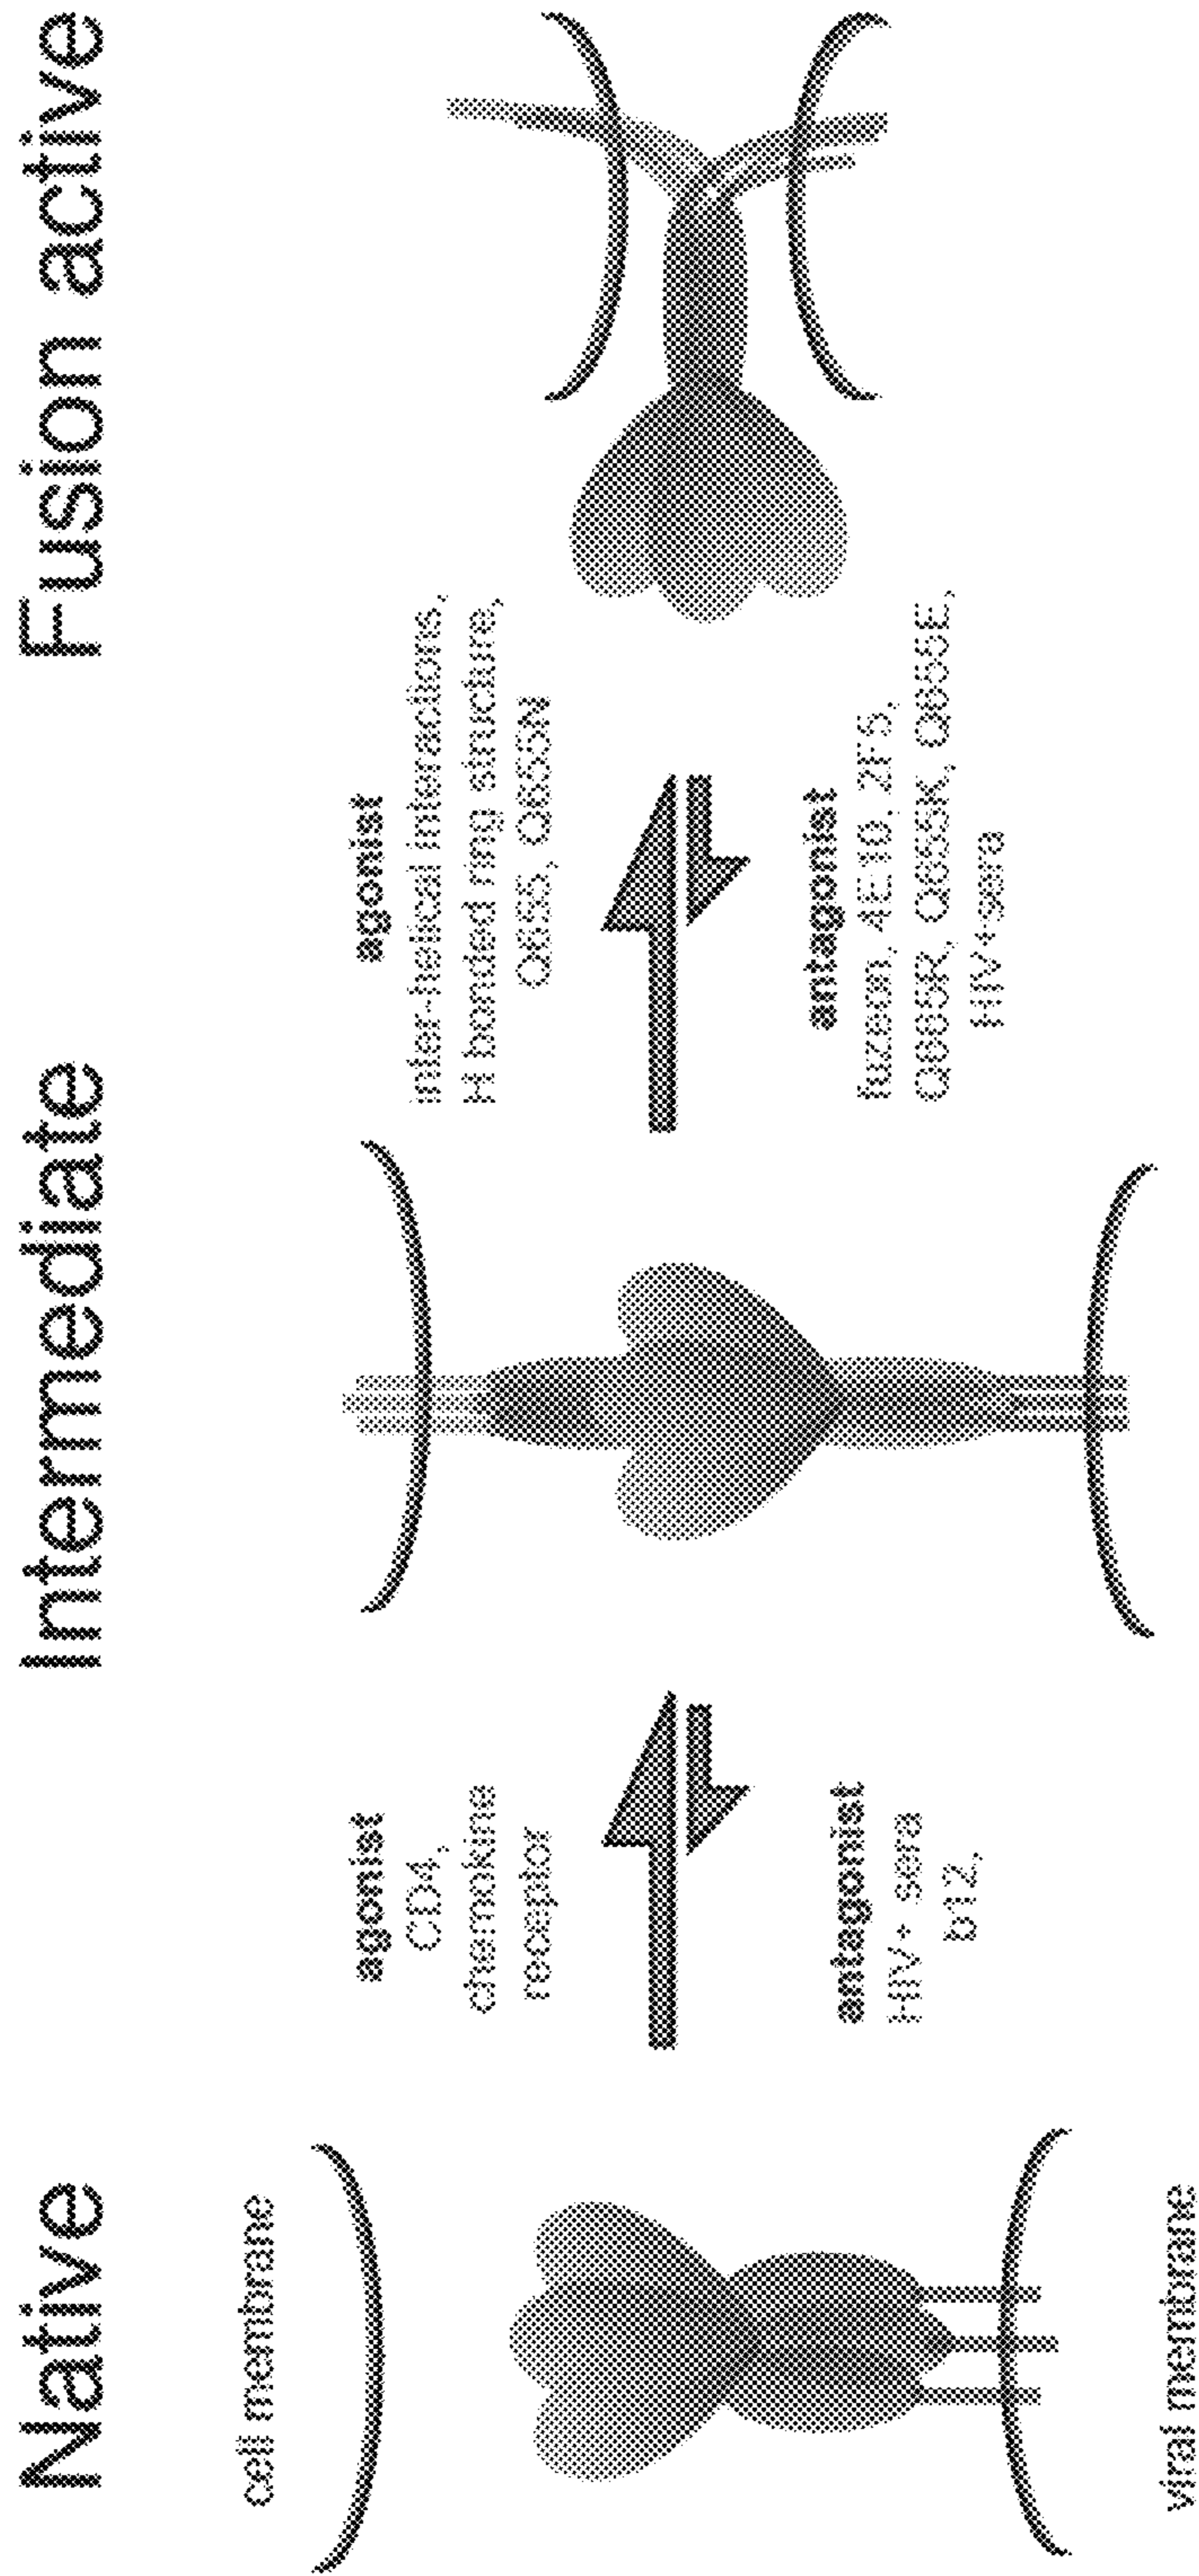 Native
Intermediate
Fusion active
cell membrane
agonist
CD4,
chemokine
receptor
antagonist
HIV+ sera
b12,
agonist
inter-helical interactions,
H bonded ring structure,
Q655, Q655N
antagonist
fuzeon, 4E10, 2F5,
Q655K, Q655E,
HIV+sera
viral membrane